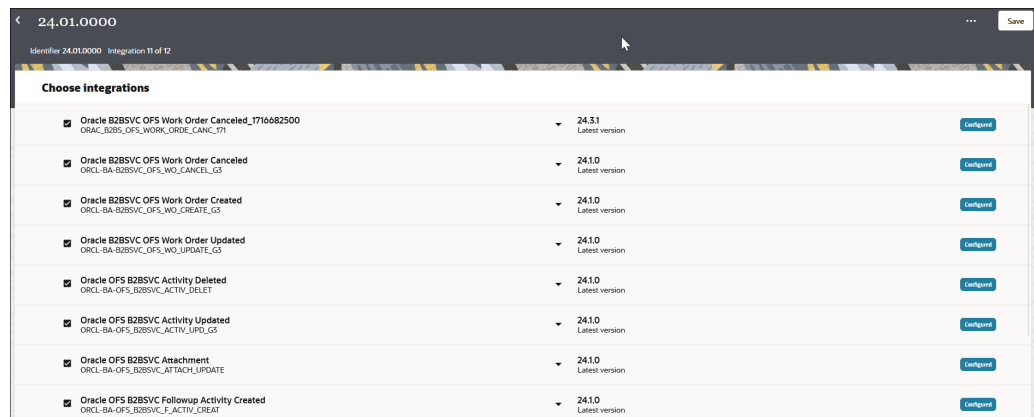 24.01.0000
Save
Identifier 24.01.0000 Integration 11 of 12
Choose integrations
Oracle B2BSVC OFS Work Order Canceled_1716682500
ORAC_B2BS_OFS_WORK_ORDE_CANC_171
24.3.1
Latest version
Configured
Oracle B2BSVC OFS Work Order Canceled
ORCL-BA-B2BSVC_OFS_WO_CANCEL_G3
24.1.0
Latest version
Configured
Oracle B2BSVC OFS Work Order Created
ORCL-BA-B2BSVC_OFS_WO_CREATE_G3
24.1.0
Latest version
Configured
Oracle B2BSVC OFS Work Order Updated
ORCL-BA-B2BSVC_OFS_WO_UPDATE_G3
24.1.0
Latest version
Configured
Oracle OFS B2BSVC Activity Deleted
ORCL-BA-OFS_B2BSVC_ACTIV_DELET
24.1.0
Latest version
Configured
Oracle OFS B2BSVC Activity Updated
ORCL-BA-OFS_B2BSVC_ACTIV_UPD_G3
24.1.0
Latest version
Configured
Oracle OFS B2BSVC Attachment
ORCL-BA-OFS_B2BSVC_ATTACH_UPDATE
24.1.0
Latest version
Configured
Oracle OFS B2BSVC Followup Activity Created
ORCL-BA-OFS_B2BSVC_F_ACTIV_CREAT
24.1.0
Latest version
Configured